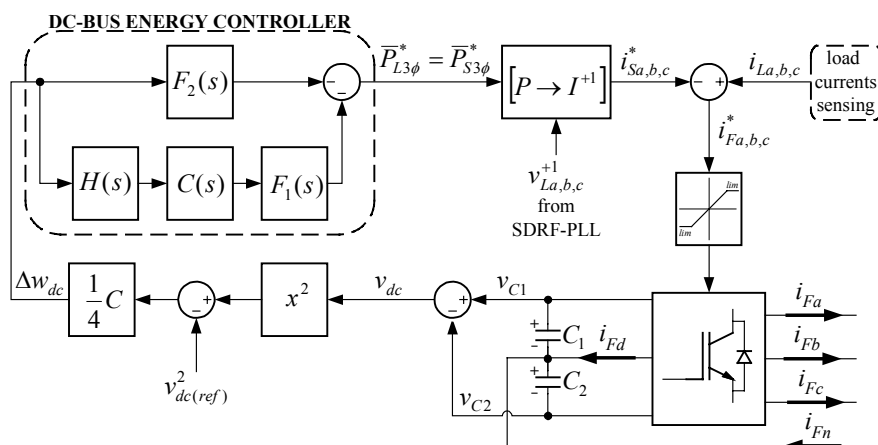 DC-BUS ENERGY CONTROLLER
F₂(s)
H(s)
C(s)
F₁(s)
P̅*L3ϕ = P̅*S3ϕ
[P → I⁺¹]
i*Sa,b,c
iLa,b,c
load
currents
sensing
v⁺¹La,b,c
from
SDRF-PLL
i*Fa,b,c
lim
lim
Δwdc
1/4 C
x²
v²dc(ref)
vdc
vC1
vC2
C₁
C₂
iFd
iFa
iFb
iFc
iFn